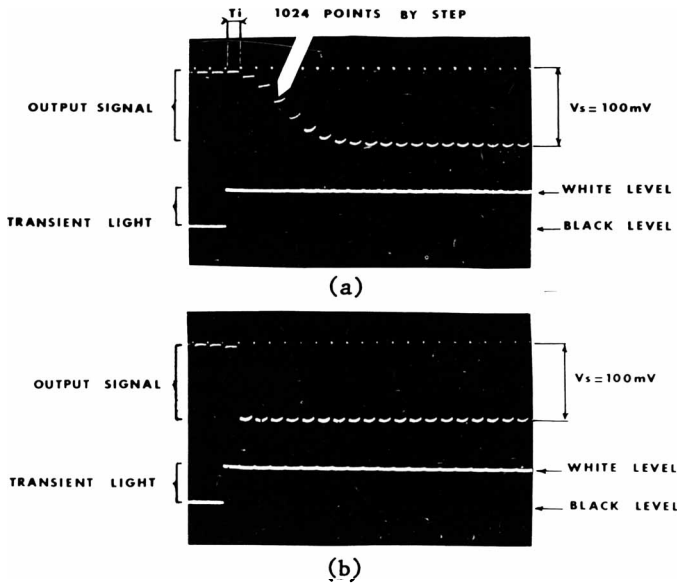 Ti 1024 POINTS BY STEP
OUTPUT SIGNAL
Vs = 100mV
WHITE LEVEL
TRANSIENT LIGHT
BLACK LEVEL
(a)
OUTPUT SIGNAL
Vs = 100mV
WHITE LEVEL
TRANSIENT LIGHT
BLACK LEVEL
(b)